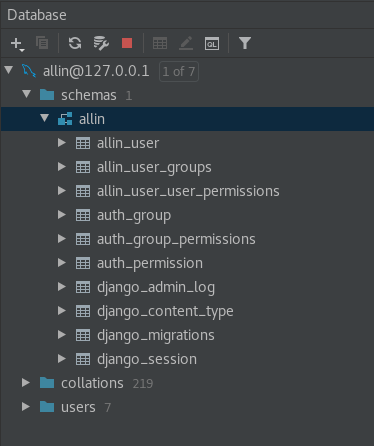 Database
QL
allin@127.0.0.1 1 of 7
schemas 1
allin
allin_user
allin_user_groups
allin_user_user_permissions
auth_group
auth_group_permissions
auth_permission
django_admin_log
django_content_type
django_migrations
django_session
collations 219
users 7